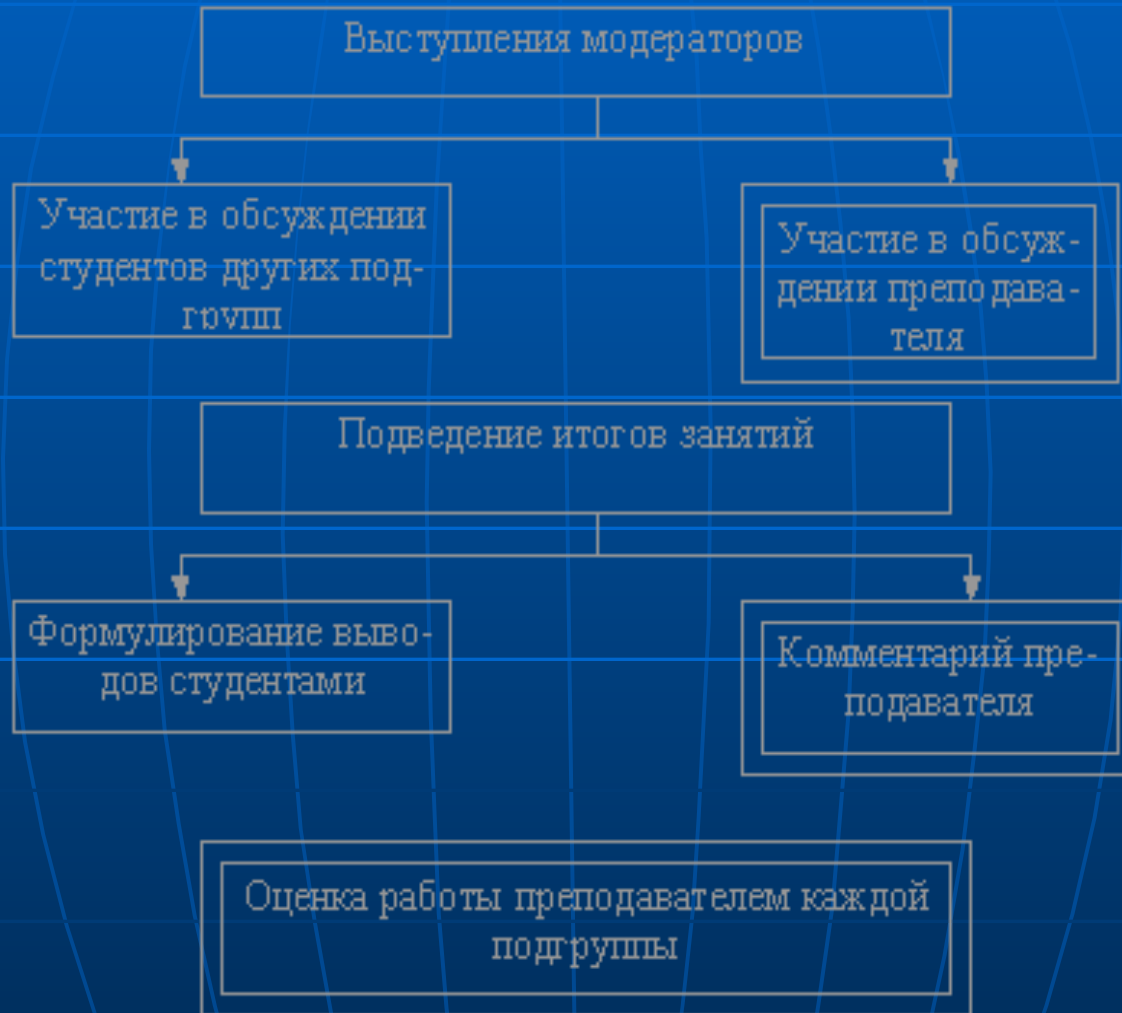 Выступления модераторов
Участие в обсуждении
студентов других под-
групп
Участие в обсуж-
дении преподава-
теля
Подведение итогов занятий
Формулирование выво-
дов студентами
Комментарий пре-
подавателя
Оценка работы преподавателем каждой
подгруппы